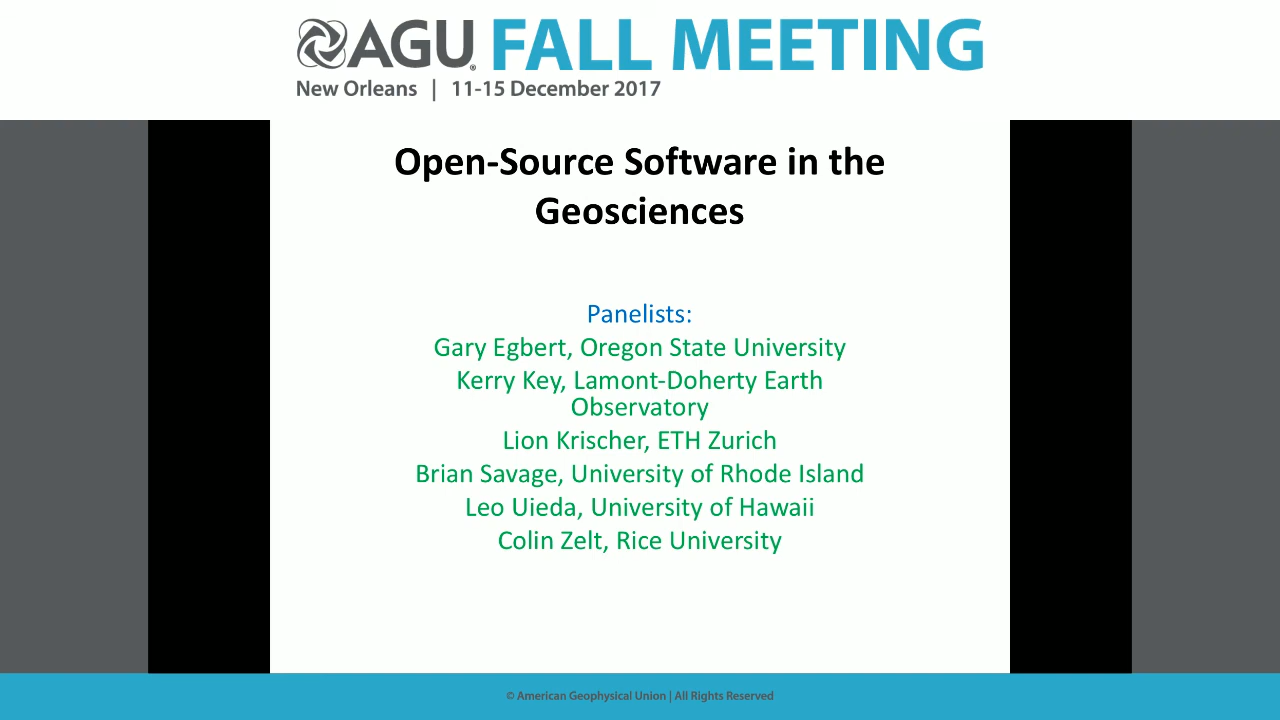 AGU® FALL MEETING
New Orleans | 11-15 December 2017
Open-Source Software in the
Geosciences
Panelists:
Gary Egbert, Oregon State University
Kerry Key, Lamont-Doherty Earth
Observatory
Lion Krischer, ETH Zurich
Brian Savage, University of Rhode Island
Leo Uieda, University of Hawaii
Colin Zelt, Rice University
© American Geophysical Union | All Rights Reserved